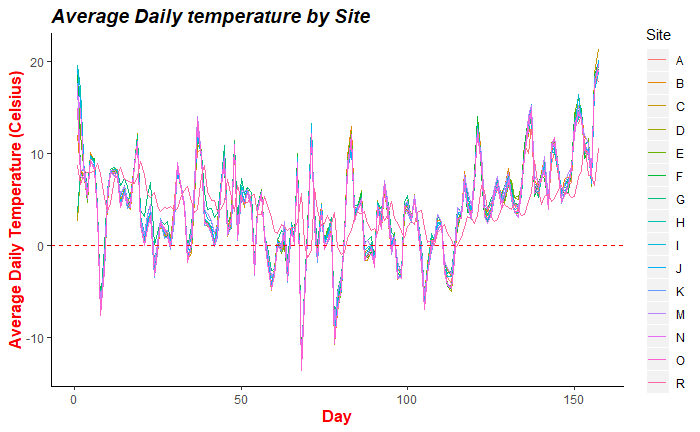 Average Daily temperature by Site
Average Daily Temperature (Celsius)
20
10
0
-10
0
50
100
150
Day
Site
A
B
C
D
E
F
G
H
I
J
K
M
N
O
R